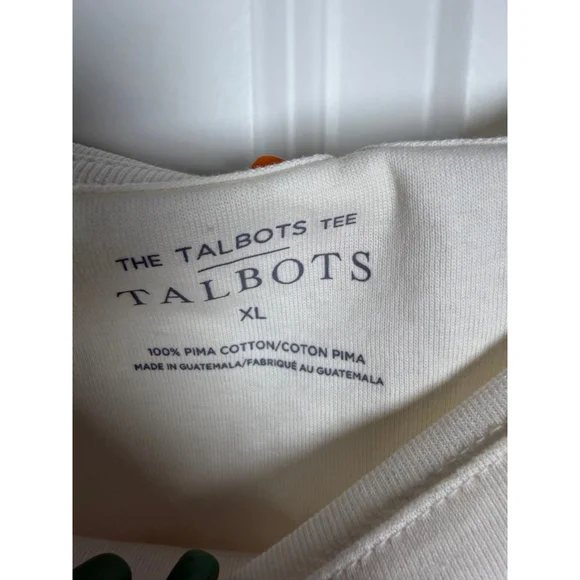 THE TALBOTS TEE
TALBOTS
XL
100% PIMA COTTON/COTON PIMA
MADE IN GUATEMALA/FABRIQUÉ AU GUATEMALA